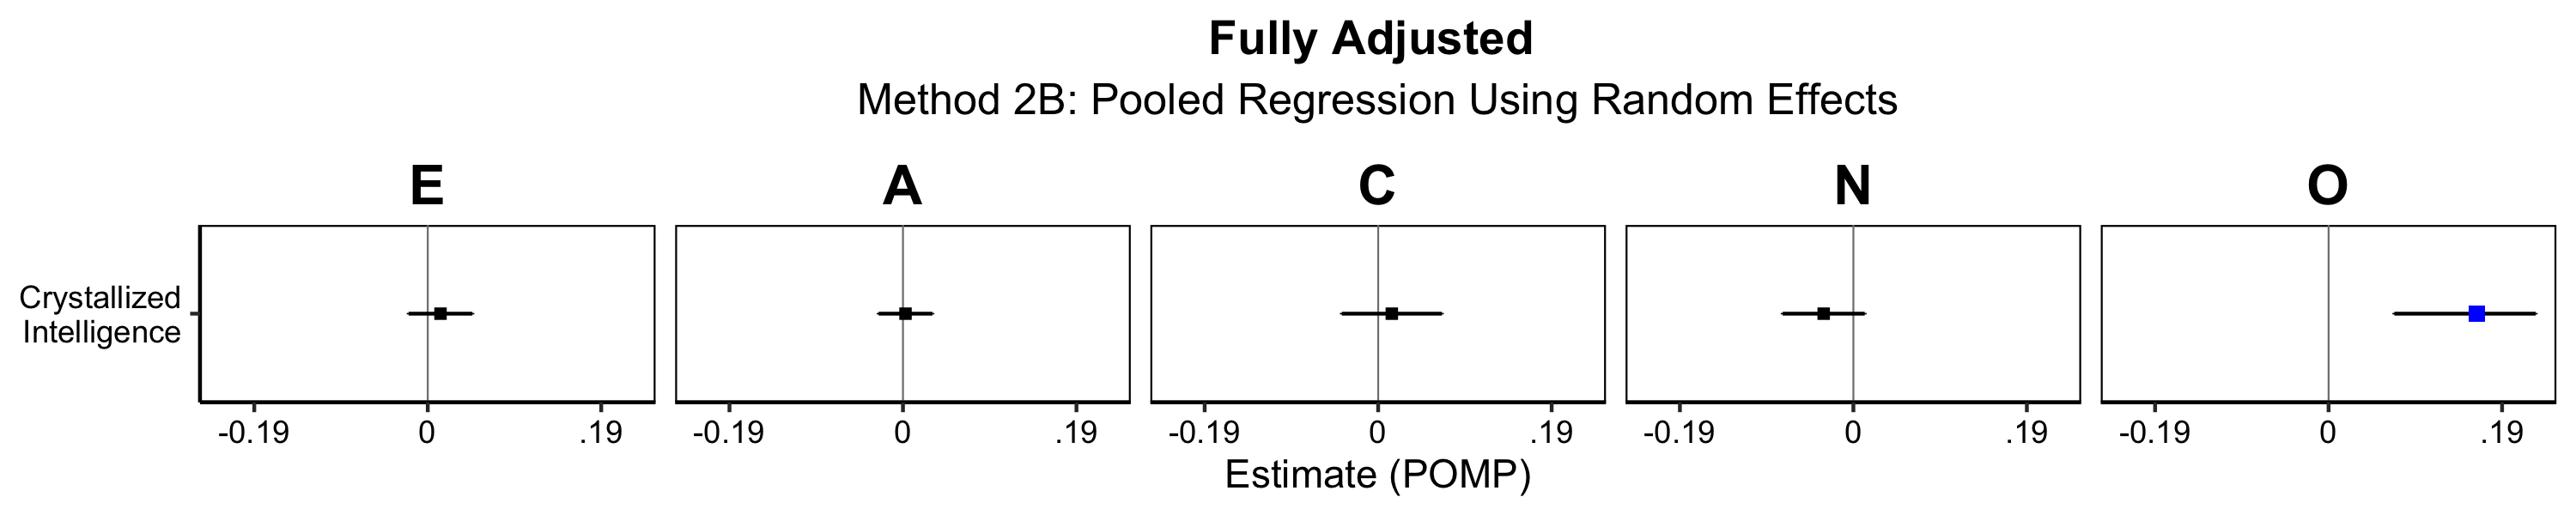 Fully Adjusted
Method 2B: Pooled Regression Using Random Effects
E A C N O
Crystallized
Intelligence
-0.19 0 .19 -0.19 0 .19 -0.19 0 .19 -0.19 0 .19 -0.19 0 .19
Estimate (POMP)